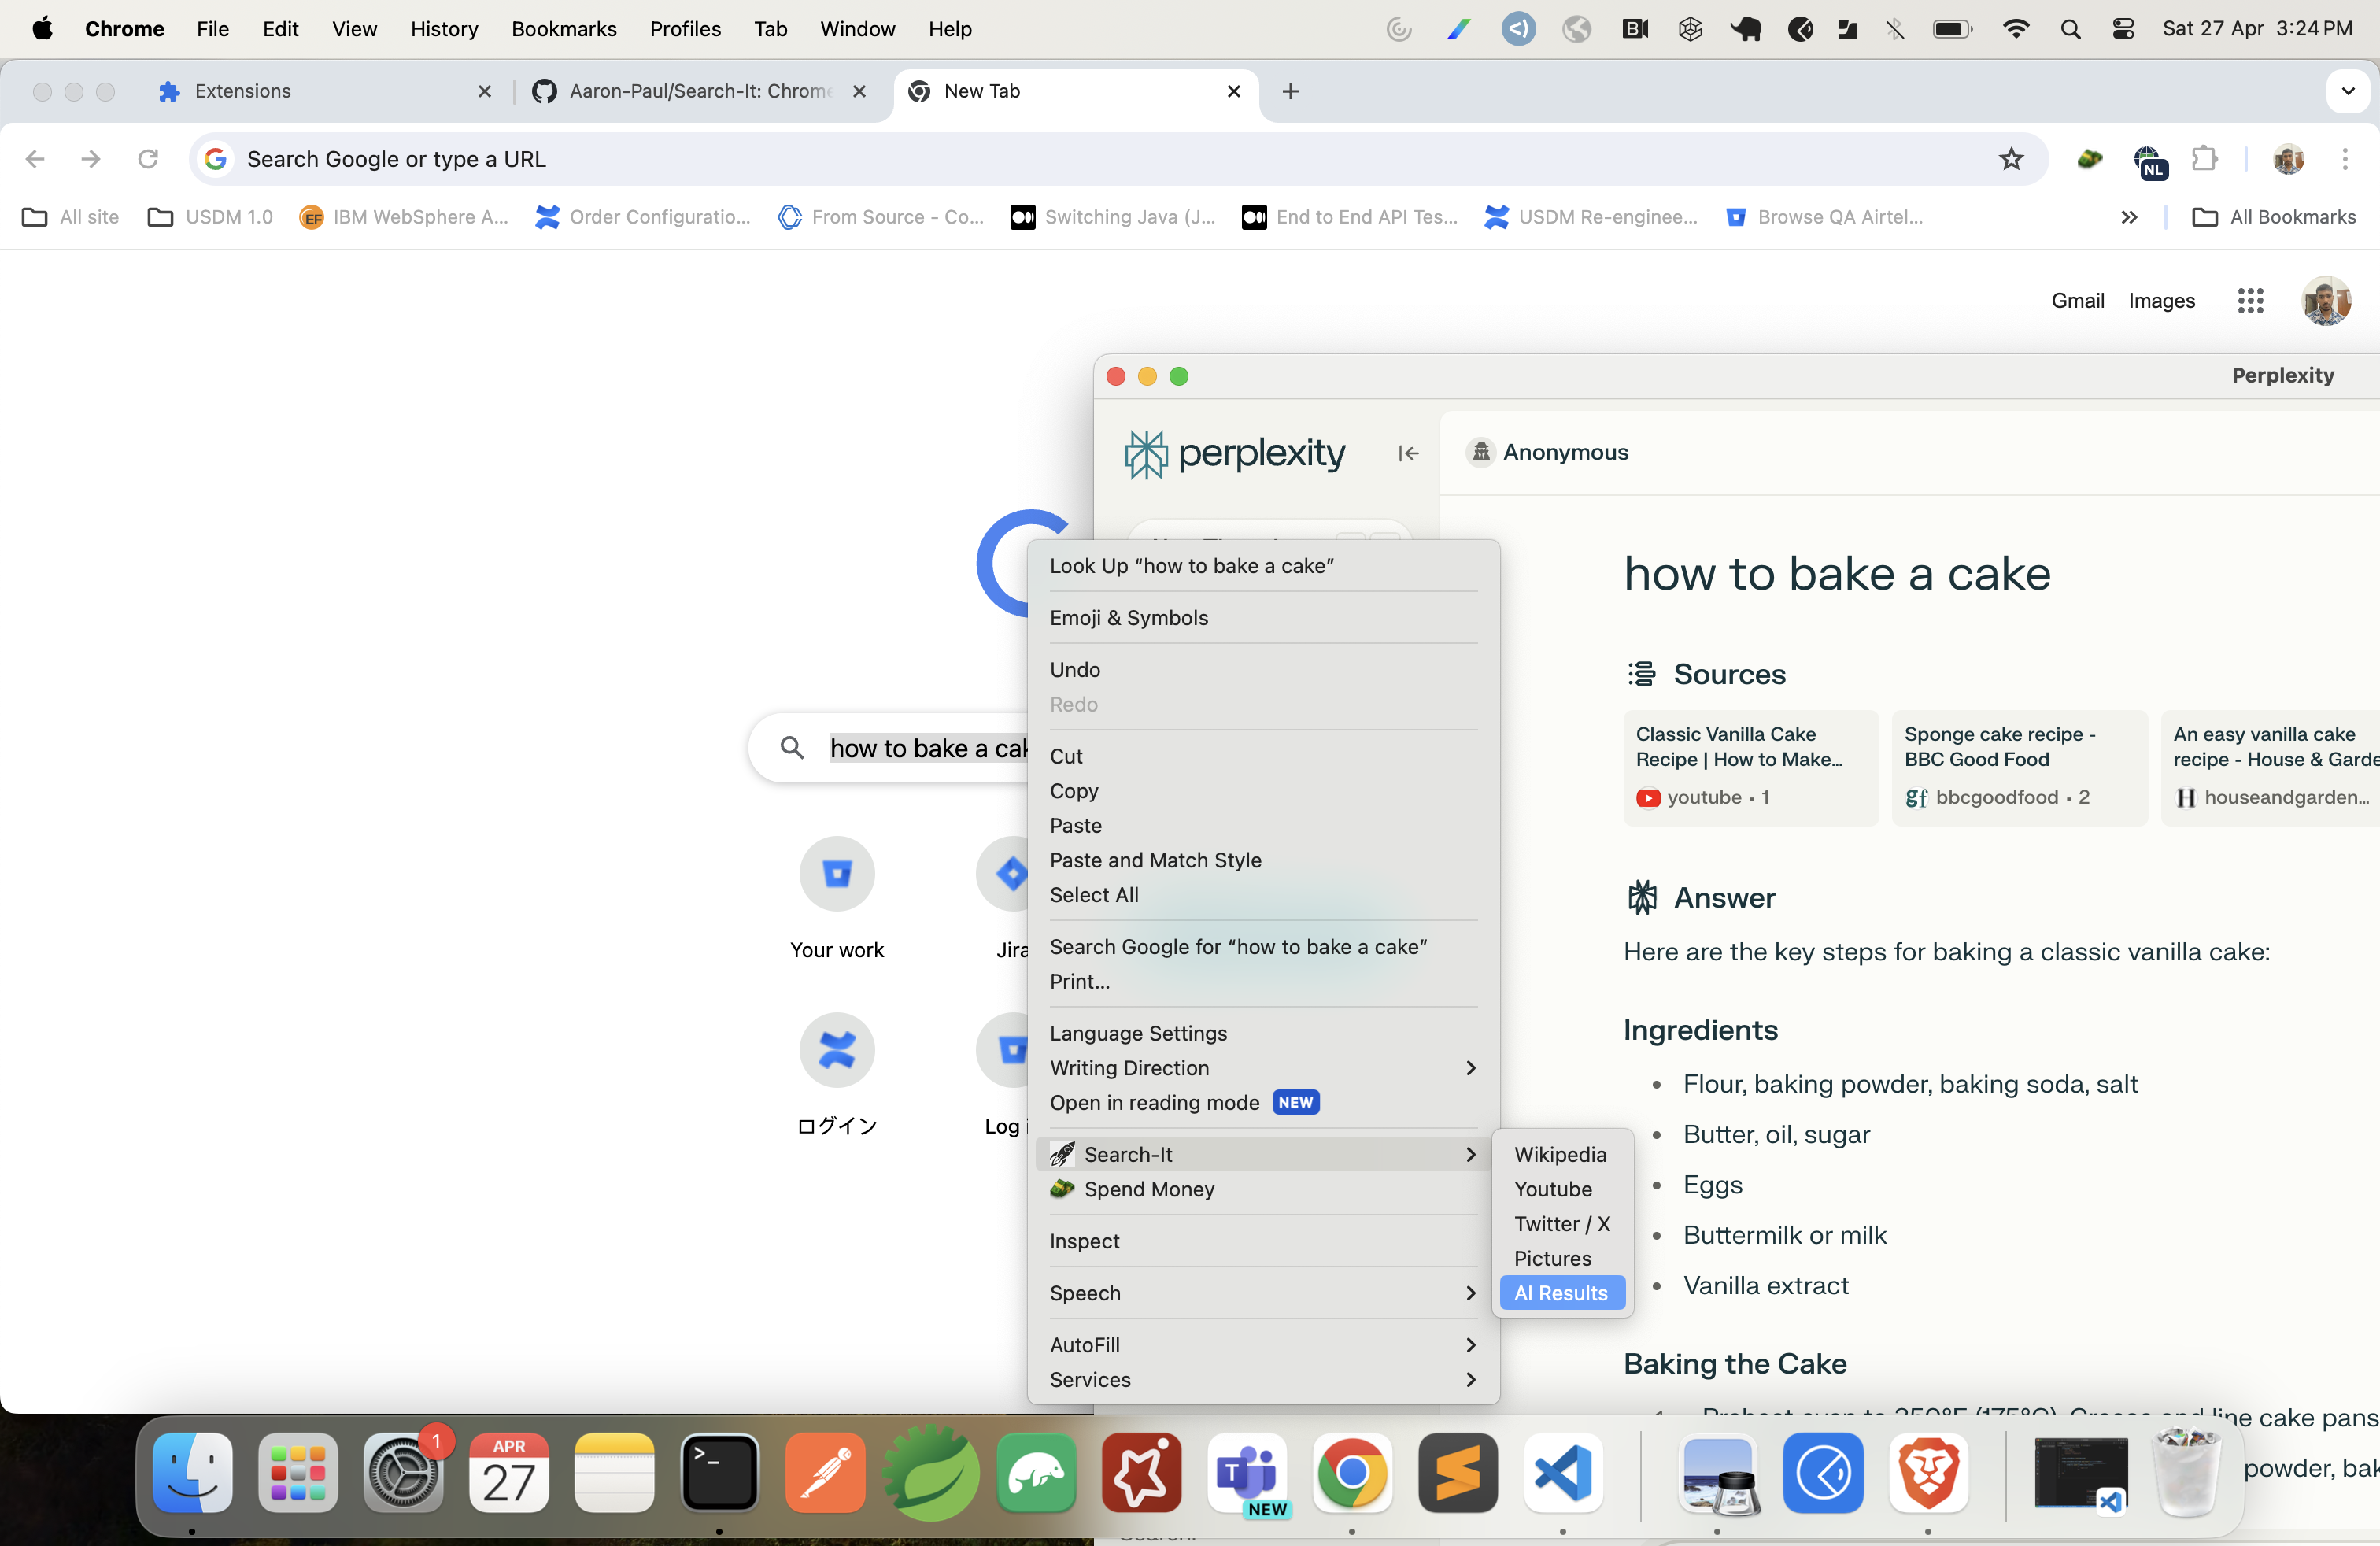 Chrome File Edit View History Bookmarks Profiles Tab Window Help
Sat 27 Apr 3:24 PM
Extensions
Aaron-Paul/Search-It: Chrome
New Tab
Search Google or type a URL
NL
All site
USDM 1.0
IBM WebSphere A...
Order Configuratio...
From Source - Co...
Switching Java (J...
End to End API Tes...
USDM Re-enginee...
Browse QA Airtel...
All Bookmarks
Gmail Images
Perplexity
perplexity
Anonymous
how to bake a cak
Your work
Jira
ログイン
Log i
Look Up “how to bake a cake”
Emoji & Symbols
Undo
Redo
Cut
Copy
Paste
Paste and Match Style
Select All
Search Google for “how to bake a cake”
Print...
Language Settings
Writing Direction
Open in reading mode NEW
Search-It
Spend Money
Inspect
Speech
AutoFill
Services
Wikipedia
Youtube
Twitter / X
Pictures
AI Results
how to bake a cake
Sources
Classic Vanilla Cake
Recipe | How to Make...
youtube • 1
Sponge cake recipe -
BBC Good Food
gf bbcgoodfood • 2
An easy vanilla cake
recipe - House & Garde
H houseandgarden...
Answer
Here are the key steps for baking a classic vanilla cake:
Ingredients
• Flour, baking powder, baking soda, salt
• Butter, oil, sugar
• Eggs
• Buttermilk or milk
• Vanilla extract
Baking the Cake
Preheat oven to 350°F (175°C). Grease and line cake pans
powder, bak
1
APR
27
T
NEW